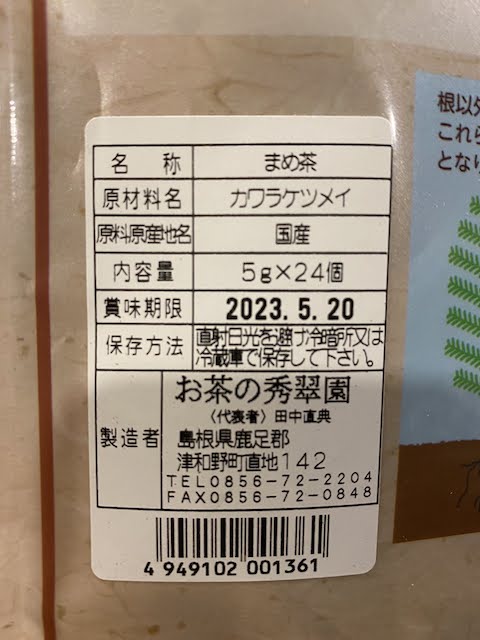 名称 まめ茶
原材料名 カワラケツメイ
原料原産地名 国産
内容量 5g×24個
賞味期限 2023.5.20
保存方法 直射日光を避け冷暗所又は
冷蔵庫で保存して下さい。
製造者 お茶の秀翠園
〈代表者〉田中直典
島根県鹿足郡
津和野町直地142
TEL0856-72-2204
FAX0856-72-0848
4 949102 001361
根以外
これら
となり